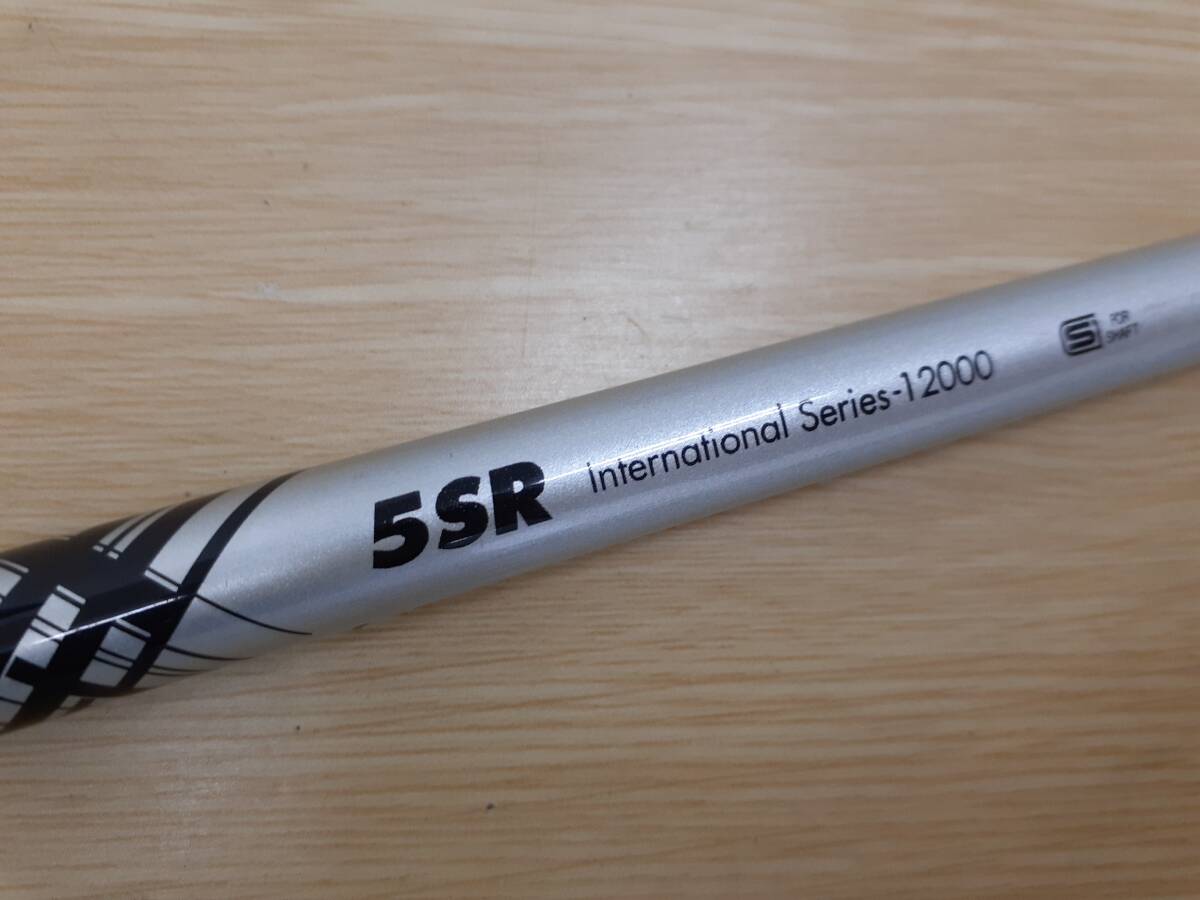 5SR International Series-12000
S FOR
SHAFT